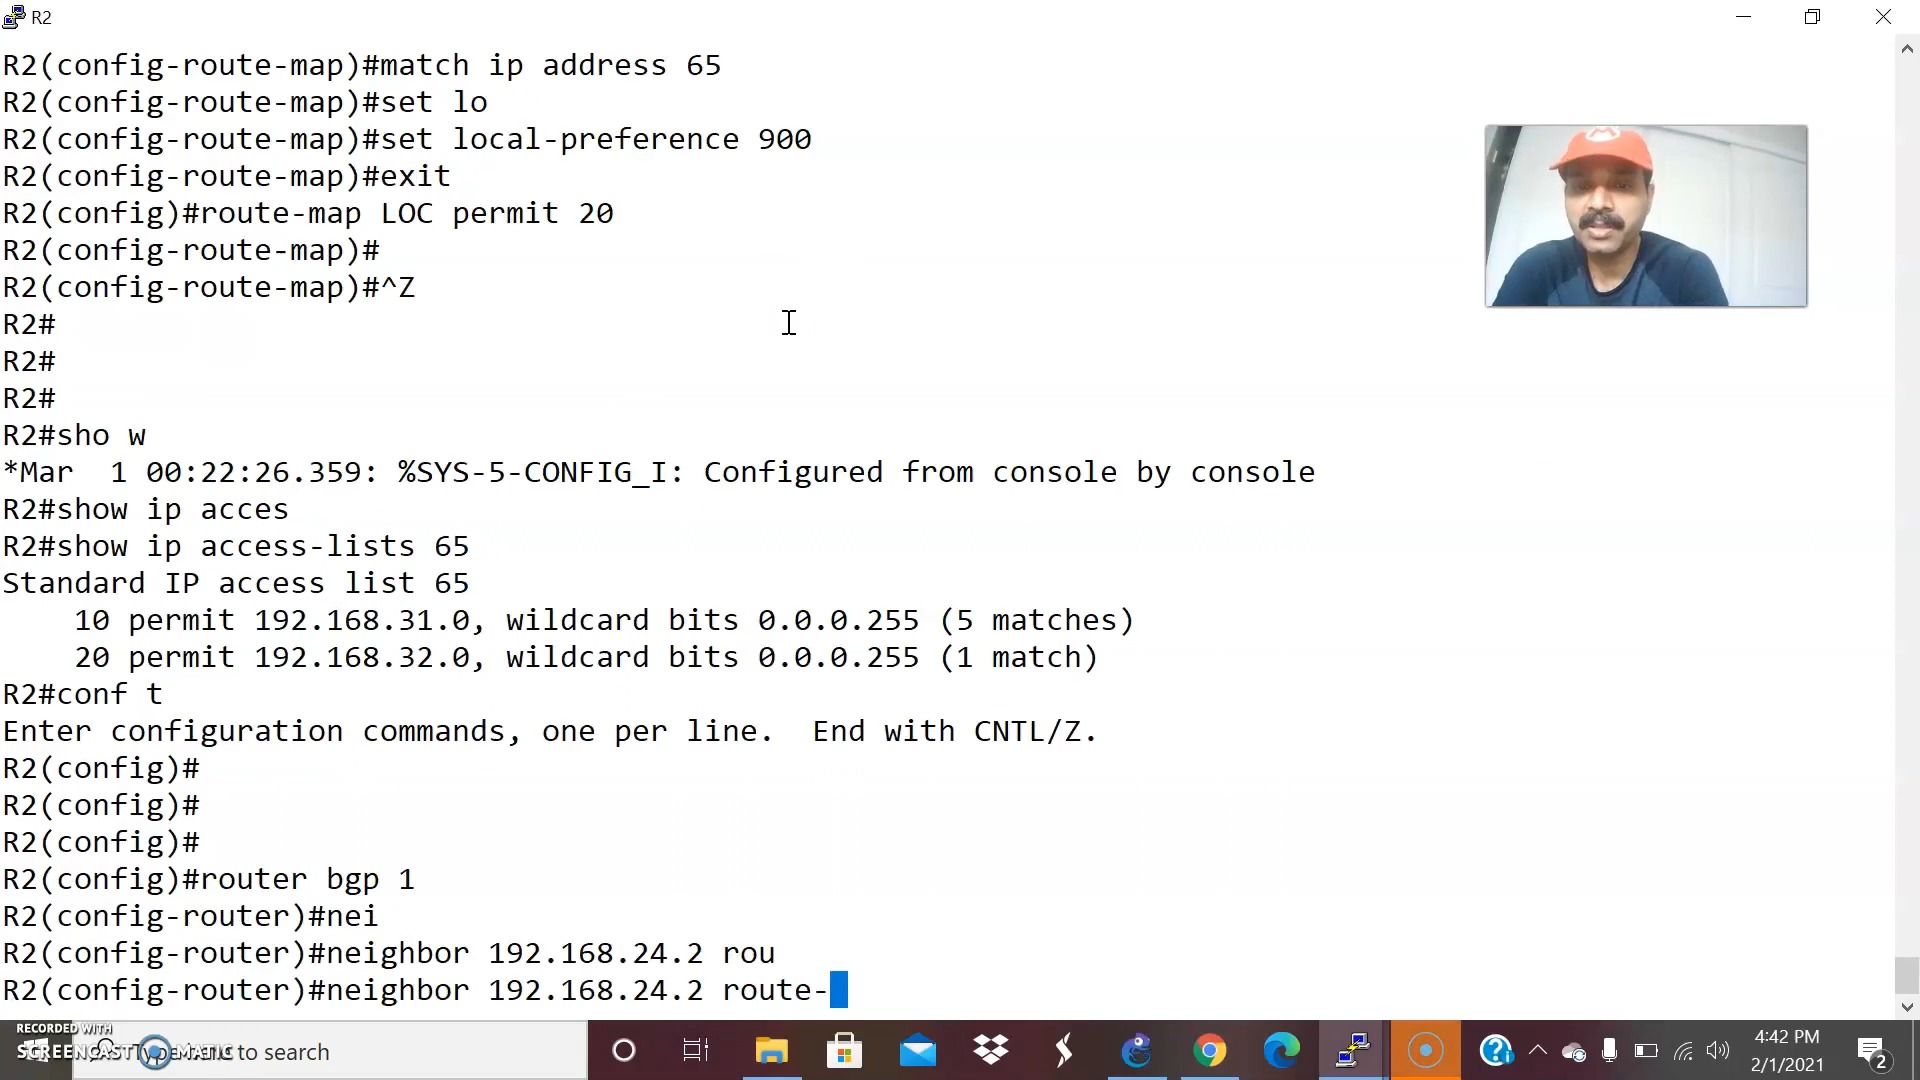 R2
R2(config-route-map)#match ip address 65
R2(config-route-map)#set lo
R2(config-route-map)#set local-preference 900
R2(config-route-map)#exit
R2(config)#route-map LOC permit 20
R2(config-route-map)#
R2(config-route-map)#^Z
R2#
R2#
R2#
R2#sho w
*Mar  1 00:22:26.359: %SYS-5-CONFIG_I: Configured from console by console
R2#show ip acces
R2#show ip access-lists 65
Standard IP access list 65
    10 permit 192.168.31.0, wildcard bits 0.0.0.255 (5 matches)
    20 permit 192.168.32.0, wildcard bits 0.0.0.255 (1 match)
R2#conf t
Enter configuration commands, one per line.  End with CNTL/Z.
R2(config)#
R2(config)#
R2(config)#
R2(config)#router bgp 1
R2(config-router)#nei
R2(config-router)#neighbor 192.168.24.2 rou
R2(config-router)#neighbor 192.168.24.2 route-
RECORDED WITH
SCREENCAST MATIC
to search
4:42 PM
2/1/2021
2